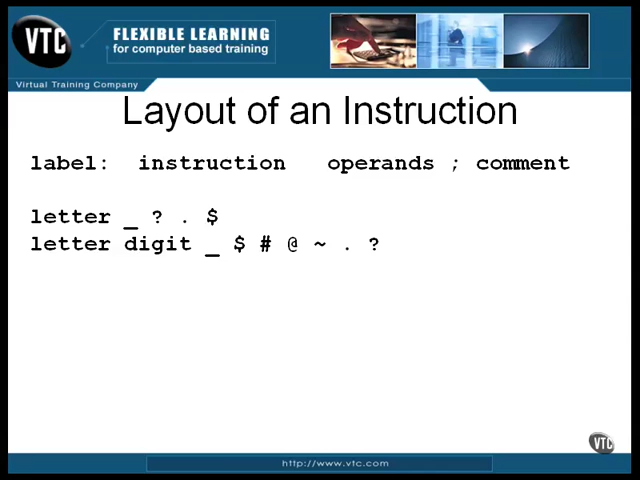 VTC
FLEXIBLE LEARNING
for computer based training
Virtual Training Company
Layout of an Instruction
label: instruction operands ; comment
letter _ ? . $
letter digit _ $ # @ ~ . ?
VTC
http://www.vtc.com